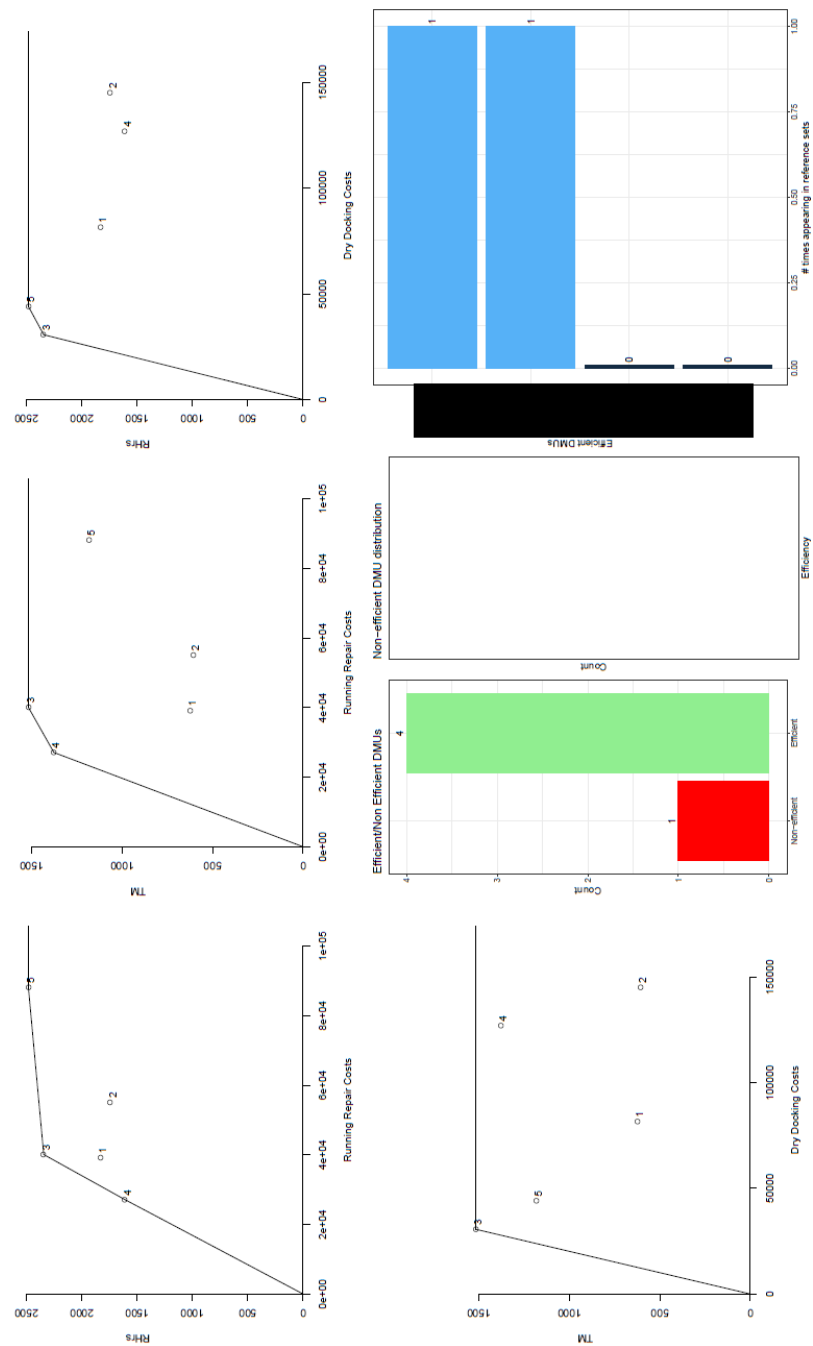 RHrs
2500
2000
1500
1000
500
0
5
3
1
2
4
0e+00
2e+04
4e+04
6e+04
8e+04
1e+05
Running Repair Costs
TM
1500
1000
500
0
3
4
5
1
2
0e+00
2e+04
4e+04
6e+04
8e+04
1e+05
Running Repair Costs
RHrs
2500
2000
1500
1000
500
0
5
3
1
2
4
0
50000
100000
150000
Dry Docking Costs
TM
1500
1000
500
0
3
4
5
1
2
0
50000
100000
150000
Dry Docking Costs
Efficient/Non Efficient DMUs
Count
4
3
2
1
0
1
4
Non-efficient
Efficient
Non-efficient DMU distribution
Count
Efficiency
Efficient DMUs
1
1
0
0
0.00
0.25
0.50
0.75
1.00
# times appearing in reference sets